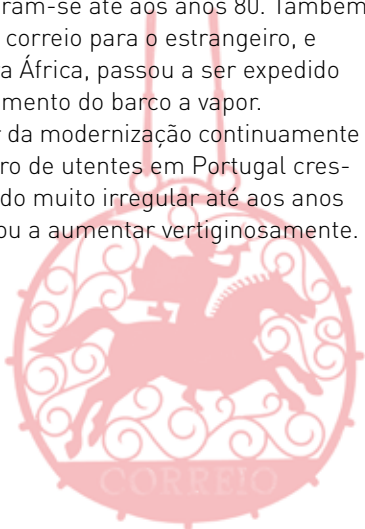 ram-se até aos anos 80. Também
correio para o estrangeiro, e
a África, passou a ser expedido
mento do barco a vapor.
r da modernização continuamente
ro de utentes em Portugal cres-
do muito irregular até aos anos
ou a aumentar vertiginosamente.
CORREIO